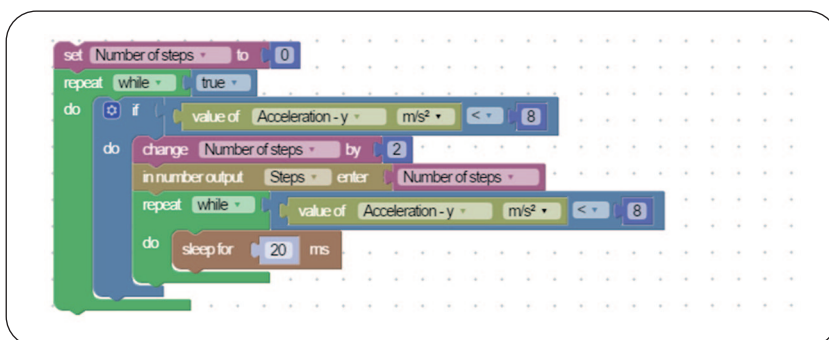 set Number of steps to 0
repeat while true
do if value of Acceleration - y m/s² < 8
do change Number of steps by 2
in number output Steps enter Number of steps
repeat while value of Acceleration - y m/s² < 8
do sleep for 20 ms